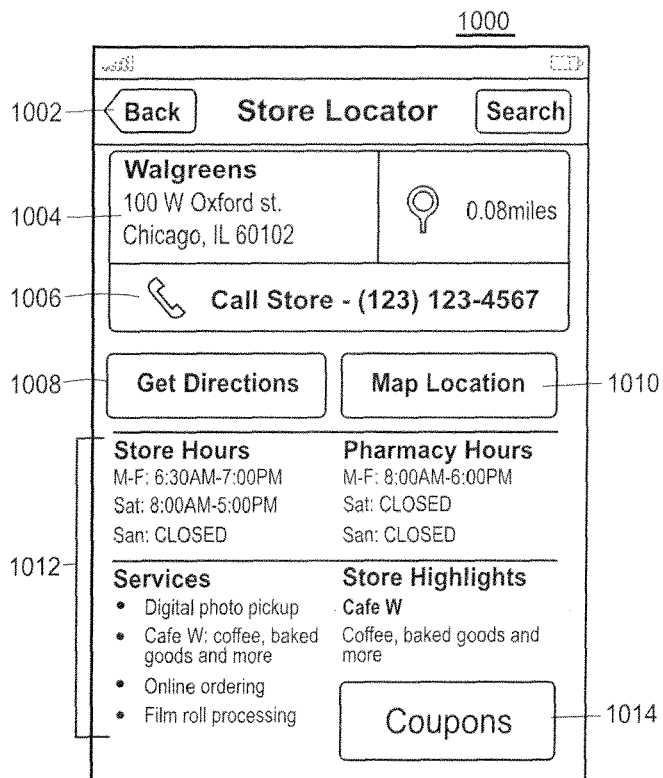 1000
1002
Back
Store Locator
Search
Walgreens
1004
100 W Oxford st.
Chicago, IL 60102
0.08miles
1006
Call Store - (123) 123-4567
1008
Get Directions
Map Location
1010
1012
Store Hours
M-F: 6:30AM-7:00PM
Sat: 8:00AM-5:00PM
San: CLOSED
Pharmacy Hours
M-F: 8:00AM-6:00PM
Sat: CLOSED
San: CLOSED
Services
• Digital photo pickup
• Cafe W: coffee, baked
goods and more
• Online ordering
• Film roll processing
Store Highlights
Cafe W
Coffee, baked goods and
more
Coupons
1014